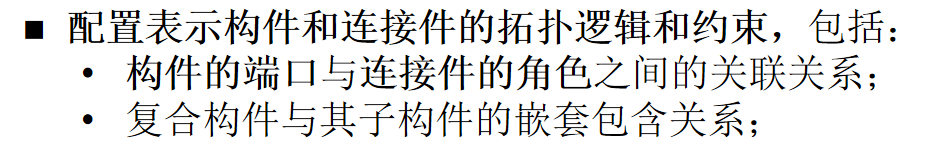 ■ 配置表示构件和连接件的拓扑逻辑和约束，包括：
• 构件的端口与连接件的角色之间的关联关系；
• 复合构件与其子构件的嵌套包含关系；